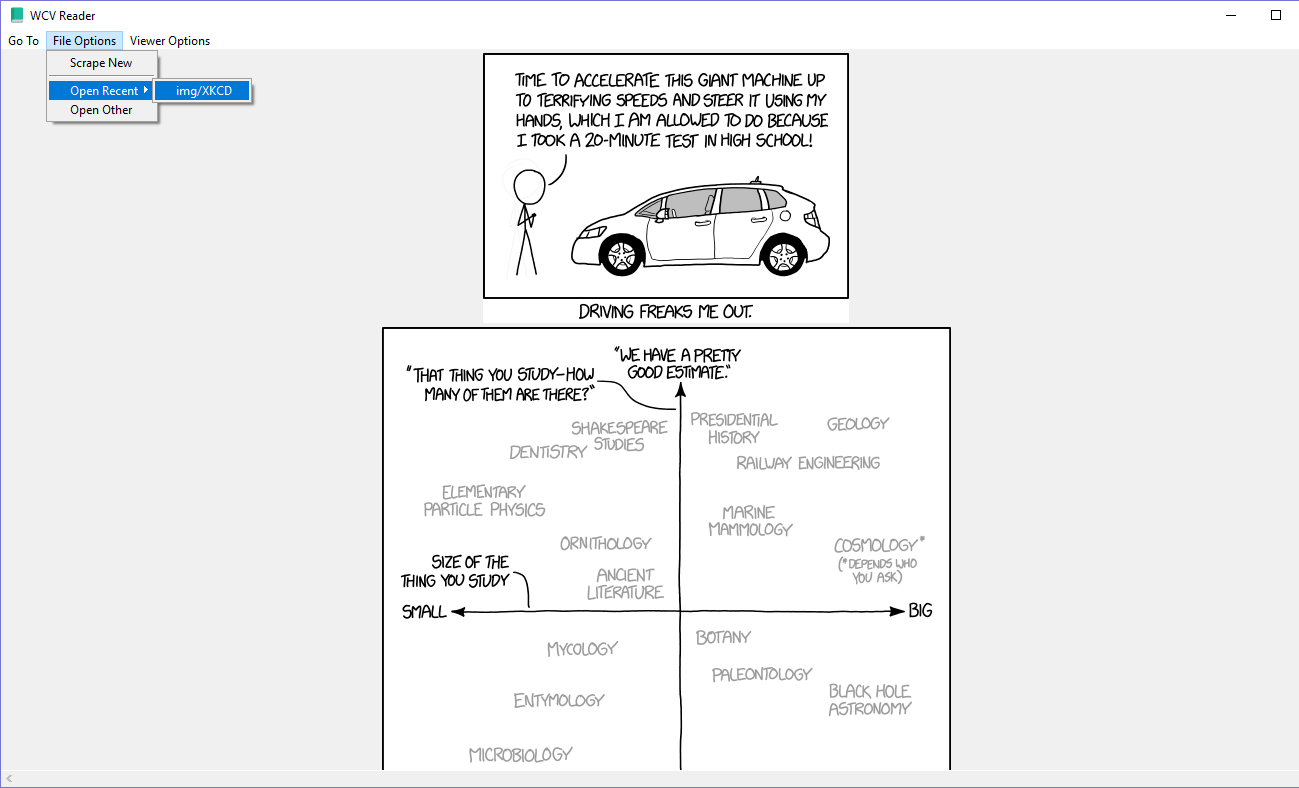 WCV Reader
Go To File Options Viewer Options
Scrape New
Open Recent img/XKCD
Open Other
TIME TO ACCELERATE THIS GIANT MACHINE UP
TO TERRIFYING SPEEDS AND STEER IT USING MY
HANDS, WHICH I AM ALLOWED TO DO BECAUSE
I TOOK A 20-MINUTE TEST IN HIGH SCHOOL!
DRIVING FREAKS ME OUT.
"WE HAVE A PRETTY
GOOD ESTIMATE."
"THAT THING YOU STUDY—HOW
MANY OF THEM ARE THERE?"
SHAKESPEARE
STUDIES
PRESIDENTIAL
HISTORY
GEOLOGY
DENTISTRY
RAILWAY ENGINEERING
ELEMENTARY
PARTICLE PHYSICS
MARINE
MAMMOLOGY
ORNITHOLOGY
COSMOLOGY*
(*DEPENDS WHO
YOU ASK)
SIZE OF THE
THING YOU STUDY
ANCIENT
LITERATURE
SMALL
BIG
MYCOLOGY
BOTANY
PALEONTOLOGY
ENTYMOLOGY
BLACK HOLE
ASTRONOMY
MICROBIOLOGY